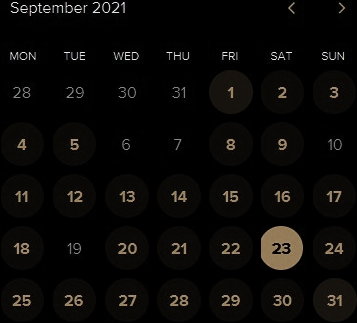 September 2021
MON TUE WED THU FRI SAT SUN
28 29 30 31 1 2 3
4 5 6 7 8 9 10
11 12 13 14 15 16 17
18 19 20 21 22 23 24
25 26 27 28 29 30 31